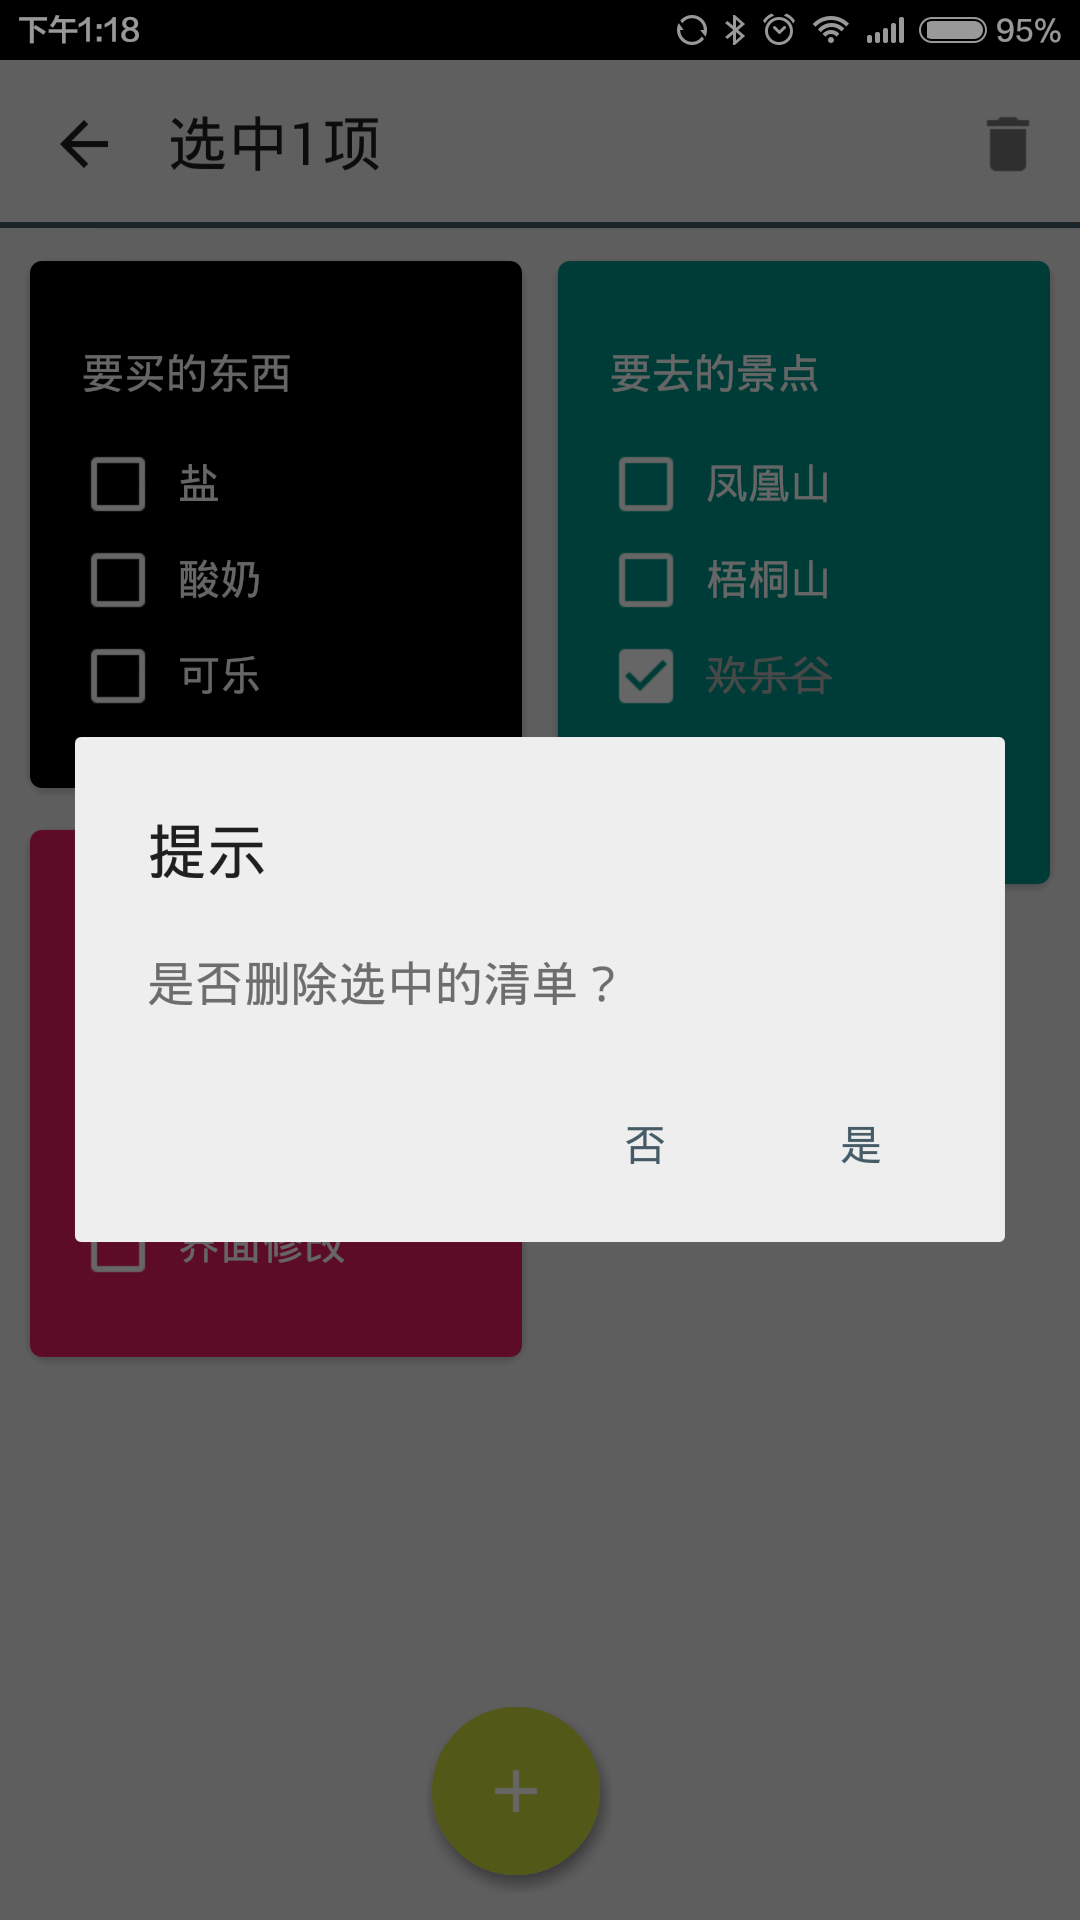 下午1:18
95%
选中1项
要买的东西
盐
酸奶
可乐
要去的景点
凤凰山
梧桐山
欢乐谷
提示
是否删除选中的清单？
否
是
界面修改